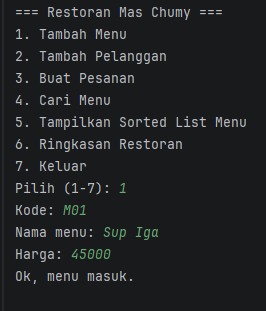 === Restoran Mas Chumy ===
1. Tambah Menu
2. Tambah Pelanggan
3. Buat Pesanan
4. Cari Menu
5. Tampilkan Sorted List Menu
6. Ringkasan Restoran
7. Keluar
Pilih (1-7): 1
Kode: M01
Nama menu: Sup Iga
Harga: 45000
Ok, menu masuk.